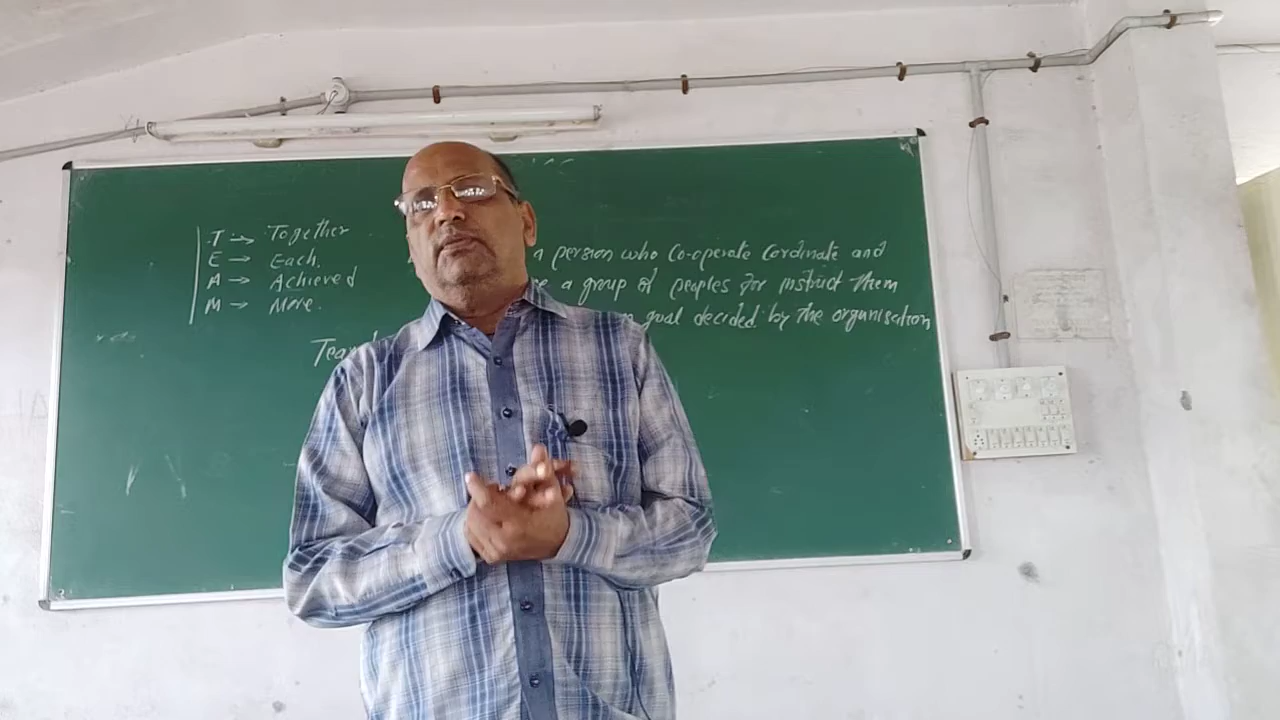 T → Together
E → Each.
A → Achieved
M → More.
a person who Co-operate Cordinate and
a group of peoples for instruct them
goal decided by the organisation
Team